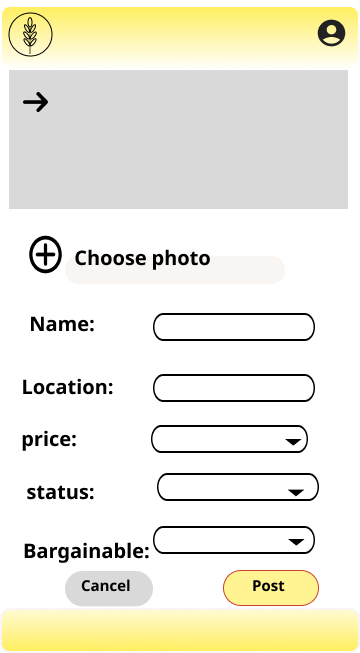 Choose photo
Name:
Location:
price:
status:
Bargainable:
Cancel Post